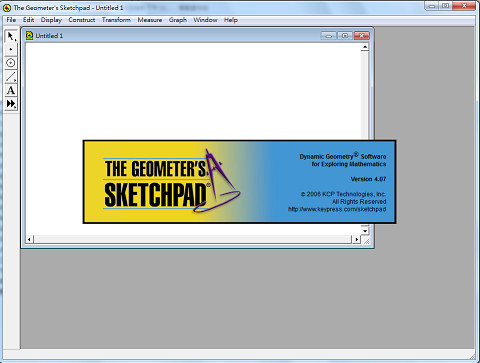 The Geometer's Sketchpad - Untitled 1
File Edit Display Construct Transform Measure Graph Window Help
Untitled 1
A
THE GEOMETER'S
SKETCHPAD®
Dynamic Geometry® Software
for Exploring Mathematics
Version 4.07
© 2006 KCP Technologies, Inc.
All Rights Reserved
http://www.keypress.com/sketchpad